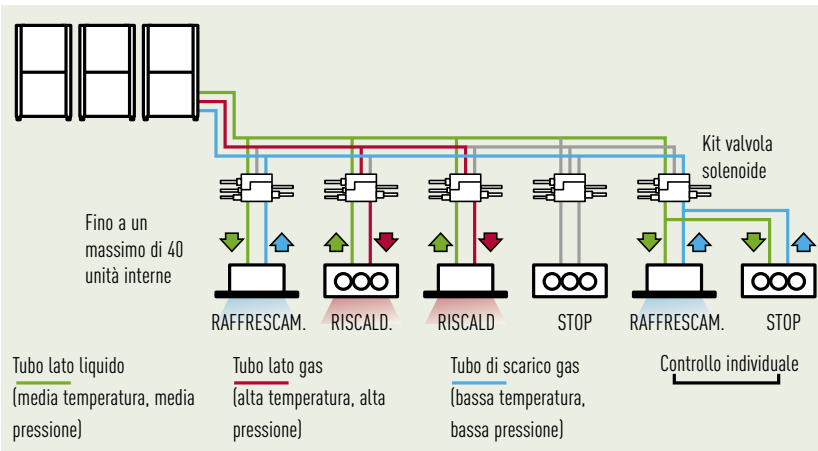 Kit valvola
solenoide
Fino a un
massimo di 40
unità interne
RAFFRESCAM.
RISCALD.
RISCALD
STOP
RAFFRESCAM.
STOP
Tubo lato liquido
(media temperatura, media
pressione)
Tubo lato gas
(alta temperatura, alta
pressione)
Tubo di scarico gas
(bassa temperatura,
bassa pressione)
Controllo individuale